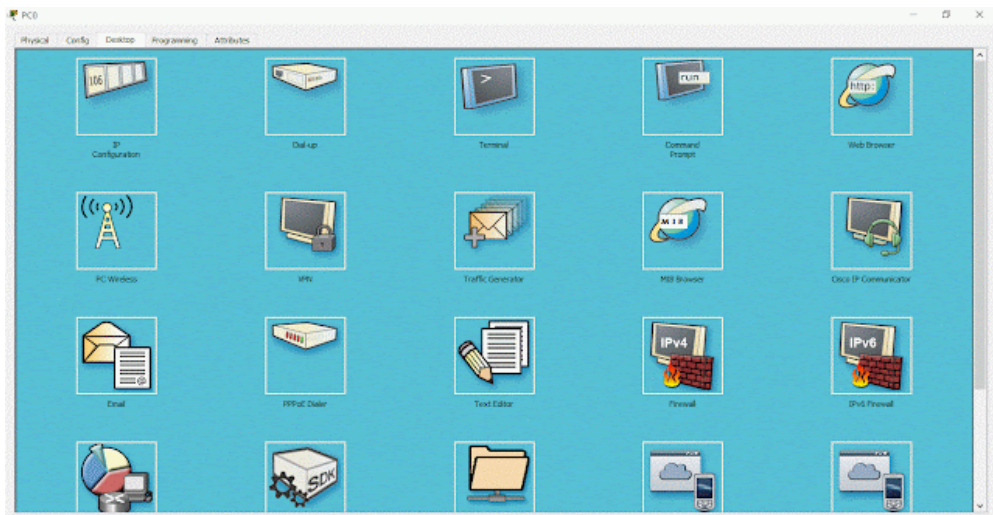 PC0
Physical Config Desktop Programming Attributes
106
>
run
http:
IP
Configuration
Dial-up
Terminal
Command
Prompt
Web Browser
MIB
PC Wireless
VPN
Traffic Generator
MIB Browser
Cisco IP Communicator
IPv4
IPv6
Email
PPPoE Dialer
Text Editor
Firewall
IPv6 Firewall
SDK